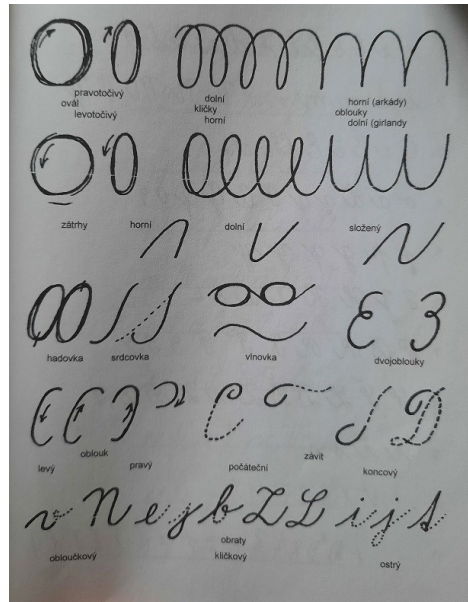 pravotočivý
ovál
levotočivý
dolní
kličky
horní
horní (arkády)
oblouky
dolní (girlandy
zátrhy horní dolní složený
hadovka srdcovka vlnovka dvojoblouky
oblouk
levý pravý
počáteční závit koncový
v N e y b Z L i j s
obraty
obloučkový kličkový ostrý